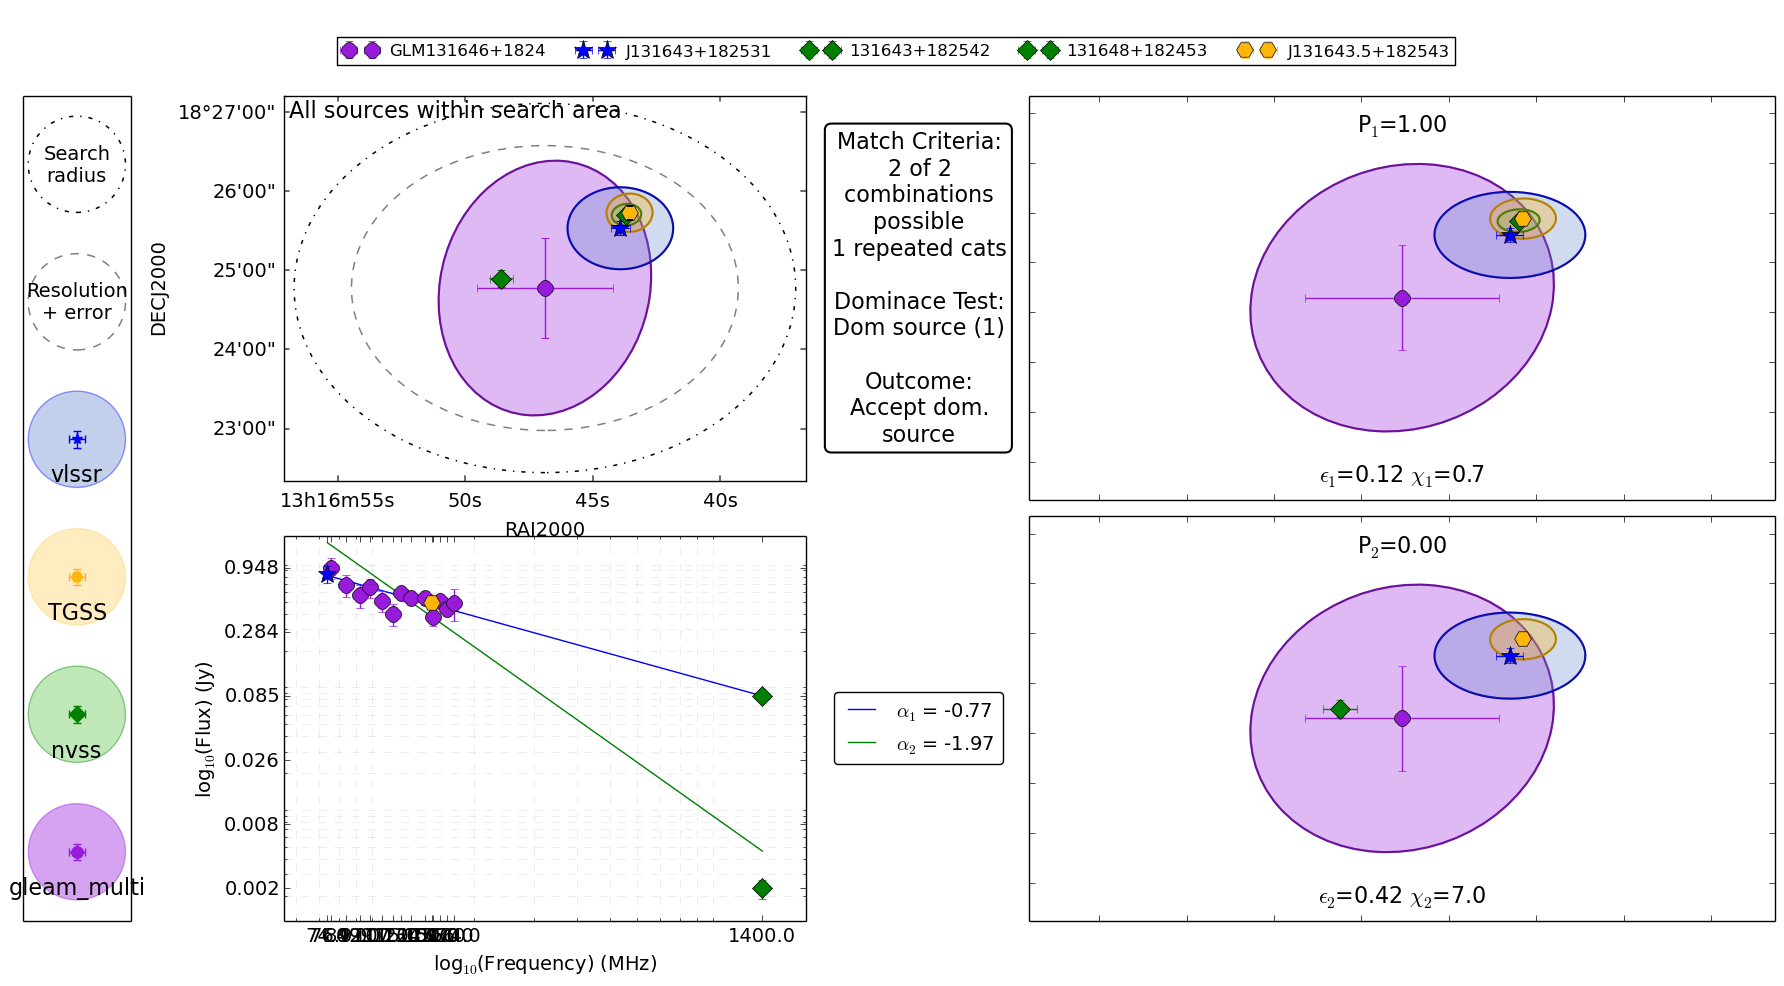 GLM131646+1824 J131643+182531 131643+182542 131648+182453 J131643.5+182543
Search
radius
Resolution
+ error
vlssr
TGSS
nvss
gleam_multi
All sources within search area
DECJ2000
18°27'00"
26'00"
25'00"
24'00"
23'00"
13h16m55s 50s 45s 40s
RAJ2000
Match Criteria:
2 of 2
combinations
possible
1 repeated cats
Dominace Test:
Dom source (1)
Outcome:
Accept dom.
source
P1=1.00
ϵ1=0.12 χ1=0.7
P2=0.00
ϵ2=0.42 χ2=7.0
log10(Flux) (Jy)
0.948
0.284
0.085
0.026
0.008
0.002
1400.0
log10(Frequency) (MHz)
α1 = -0.77
α2 = -1.97